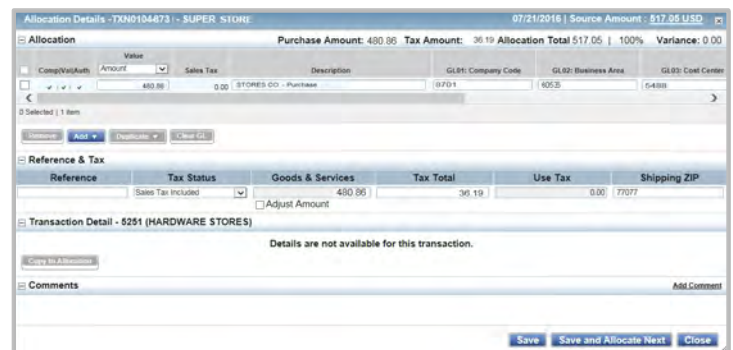 Allocation Details -TXN0104873 - SUPER STORE 07/21/2016 | Source Amount : 517.05 USD
Allocation Purchase Amount: 480.86 Tax Amount: 36.19 Allocation Total 517.05 | 100% Variance: 0.00
Value
Comp|Val|Auth Amount Sales Tax Description GL01: Company Code GL02: Business Area GL03: Cost Center
480.86 0.00 STORES CO - Purchase 0701 60535 5488
0 Selected | 1 Item
Remove Add Duplicate Clear GL
Reference & Tax
Reference Tax Status Goods & Services Tax Total Use Tax Shipping ZIP
Sales Tax Included 480.86 36.19 0.00 77077
Adjust Amount
Transaction Detail - 5251 (HARDWARE STORES)
Details are not available for this transaction.
Copy to Allocation
Comments Add Comment
Save Save and Allocate Next Close